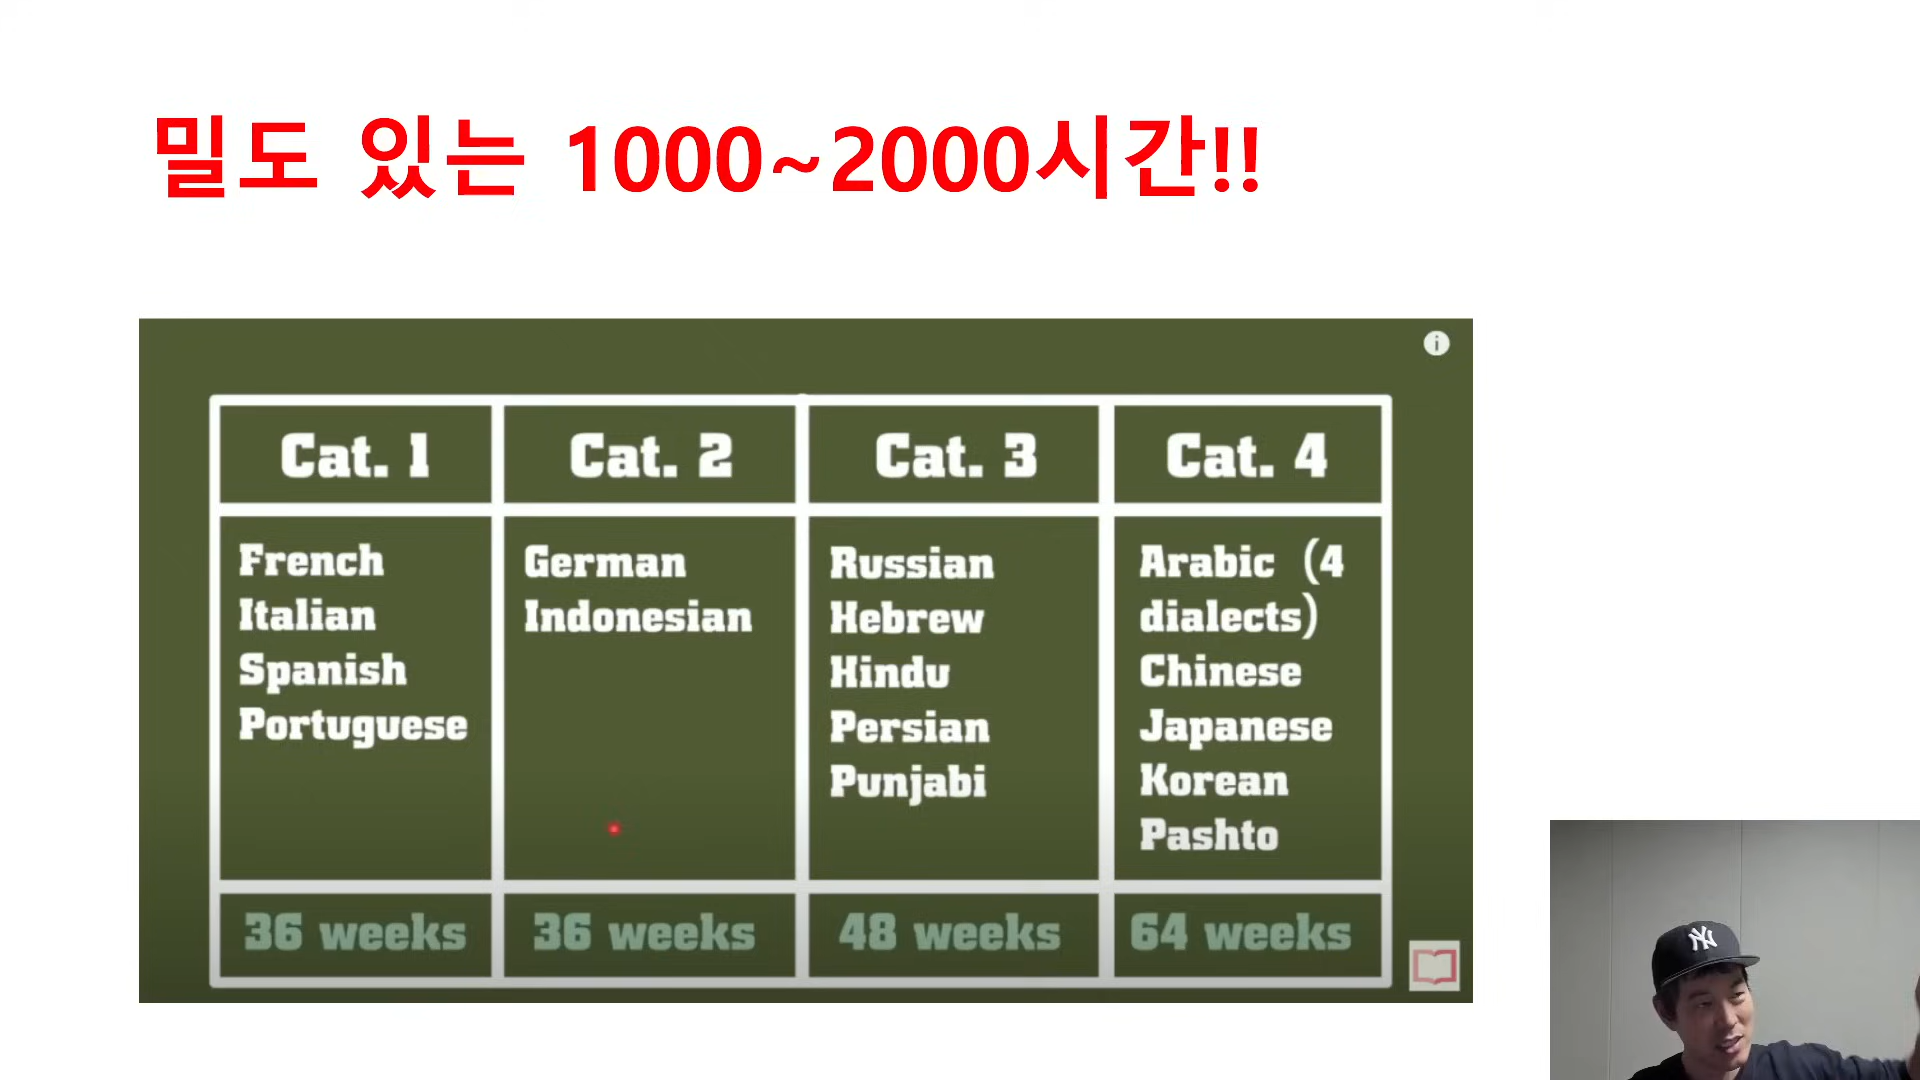 밀도 있는 1000~2000시간!!
i
Cat. 1
Cat. 2
Cat. 3
Cat. 4
French
Italian
Spanish
Portuguese
German
Indonesian
Russian
Hebrew
Hindu
Persian
Punjabi
Arabic (4
dialects)
Chinese
Japanese
Korean
Pashto
36 weeks
36 weeks
48 weeks
64 weeks
NY